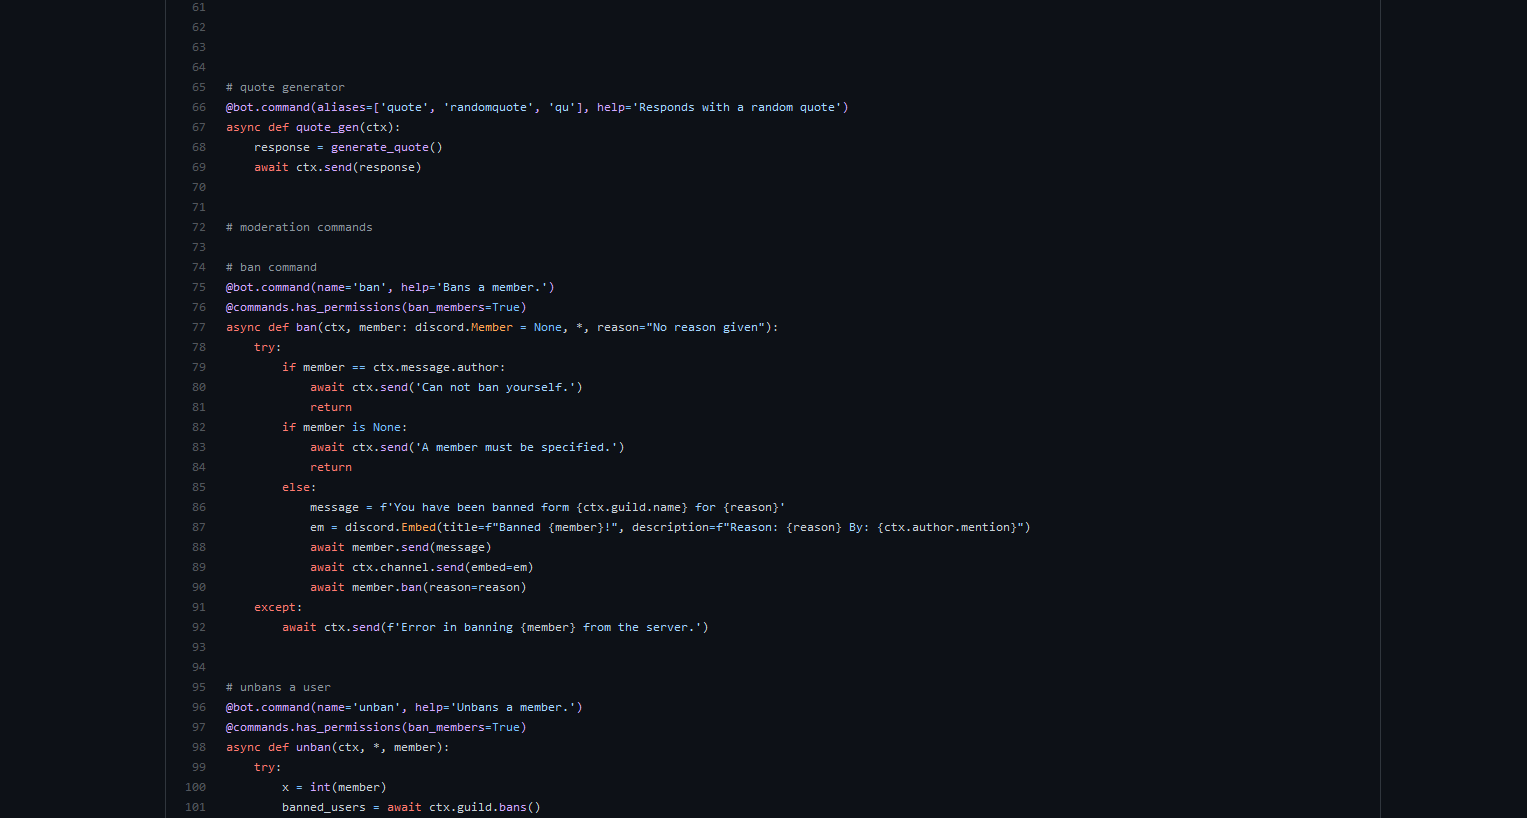 61
62
63
64
65 # quote generator
66 @bot.command(aliases=['quote', 'randomquote', 'qu'], help='Responds with a random quote')
67 async def quote_gen(ctx):
68     response = generate_quote()
69     await ctx.send(response)
70
71
72 # moderation commands
73
74 # ban command
75 @bot.command(name='ban', help='Bans a member.')
76 @commands.has_permissions(ban_members=True)
77 async def ban(ctx, member: discord.Member = None, *, reason="No reason given"):
78     try:
79         if member == ctx.message.author:
80             await ctx.send('Can not ban yourself.')
81             return
82         if member is None:
83             await ctx.send('A member must be specified.')
84             return
85         else:
86             message = f'You have been banned form {ctx.guild.name} for {reason}'
87             em = discord.Embed(title=f"Banned {member}!", description=f"Reason: {reason} By: {ctx.author.mention}")
88             await member.send(message)
89             await ctx.channel.send(embed=em)
90             await member.ban(reason=reason)
91     except:
92         await ctx.send(f'Error in banning {member} from the server.')
93
94
95 # unbans a user
96 @bot.command(name='unban', help='Unbans a member.')
97 @commands.has_permissions(ban_members=True)
98 async def unban(ctx, *, member):
99     try:
100         x = int(member)
101         banned_users = await ctx.guild.bans()